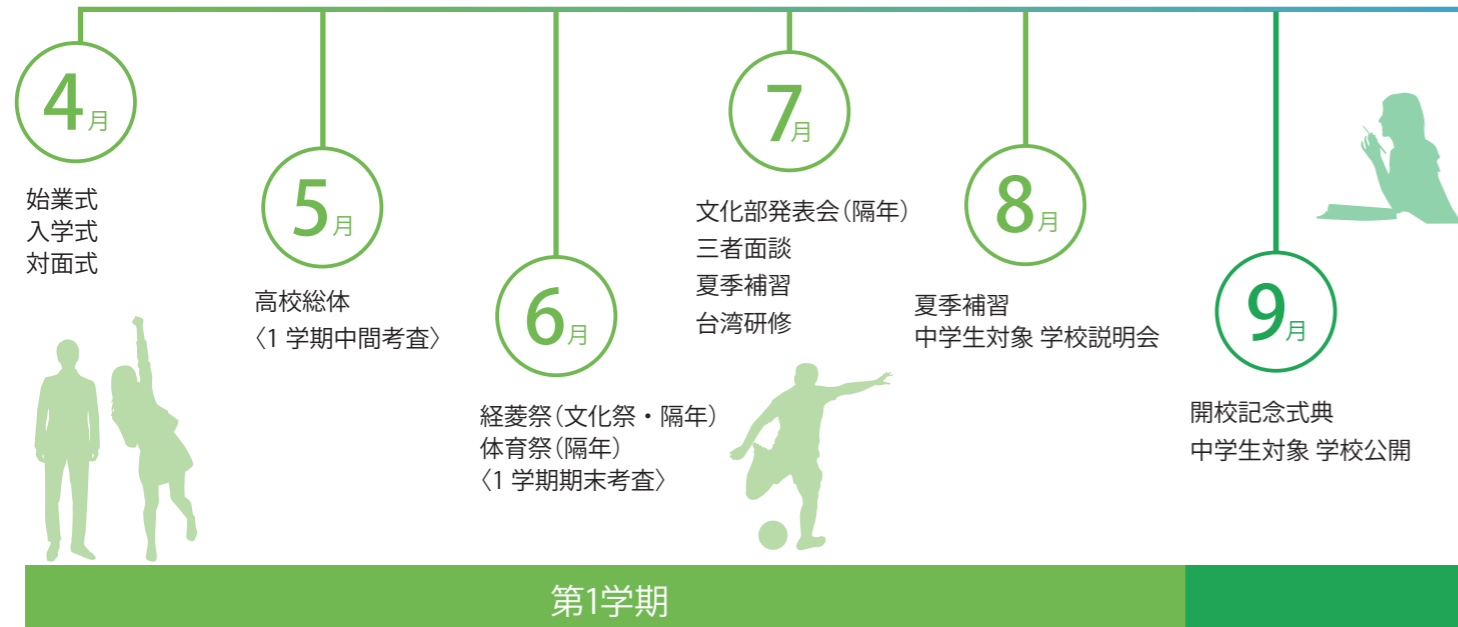 4月
始業式
入学式
対面式
5月
高校総体
〈1学期中間考査〉
6月
経菱祭（文化祭・隔年）
体育祭（隔年）
〈1学期期末考査〉
7月
文化部発表会（隔年）
三者面談
夏季補習
台湾研修
8月
夏季補習
中学生対象 学校説明会
9月
開校記念式典
中学生対象 学校公開
第1学期